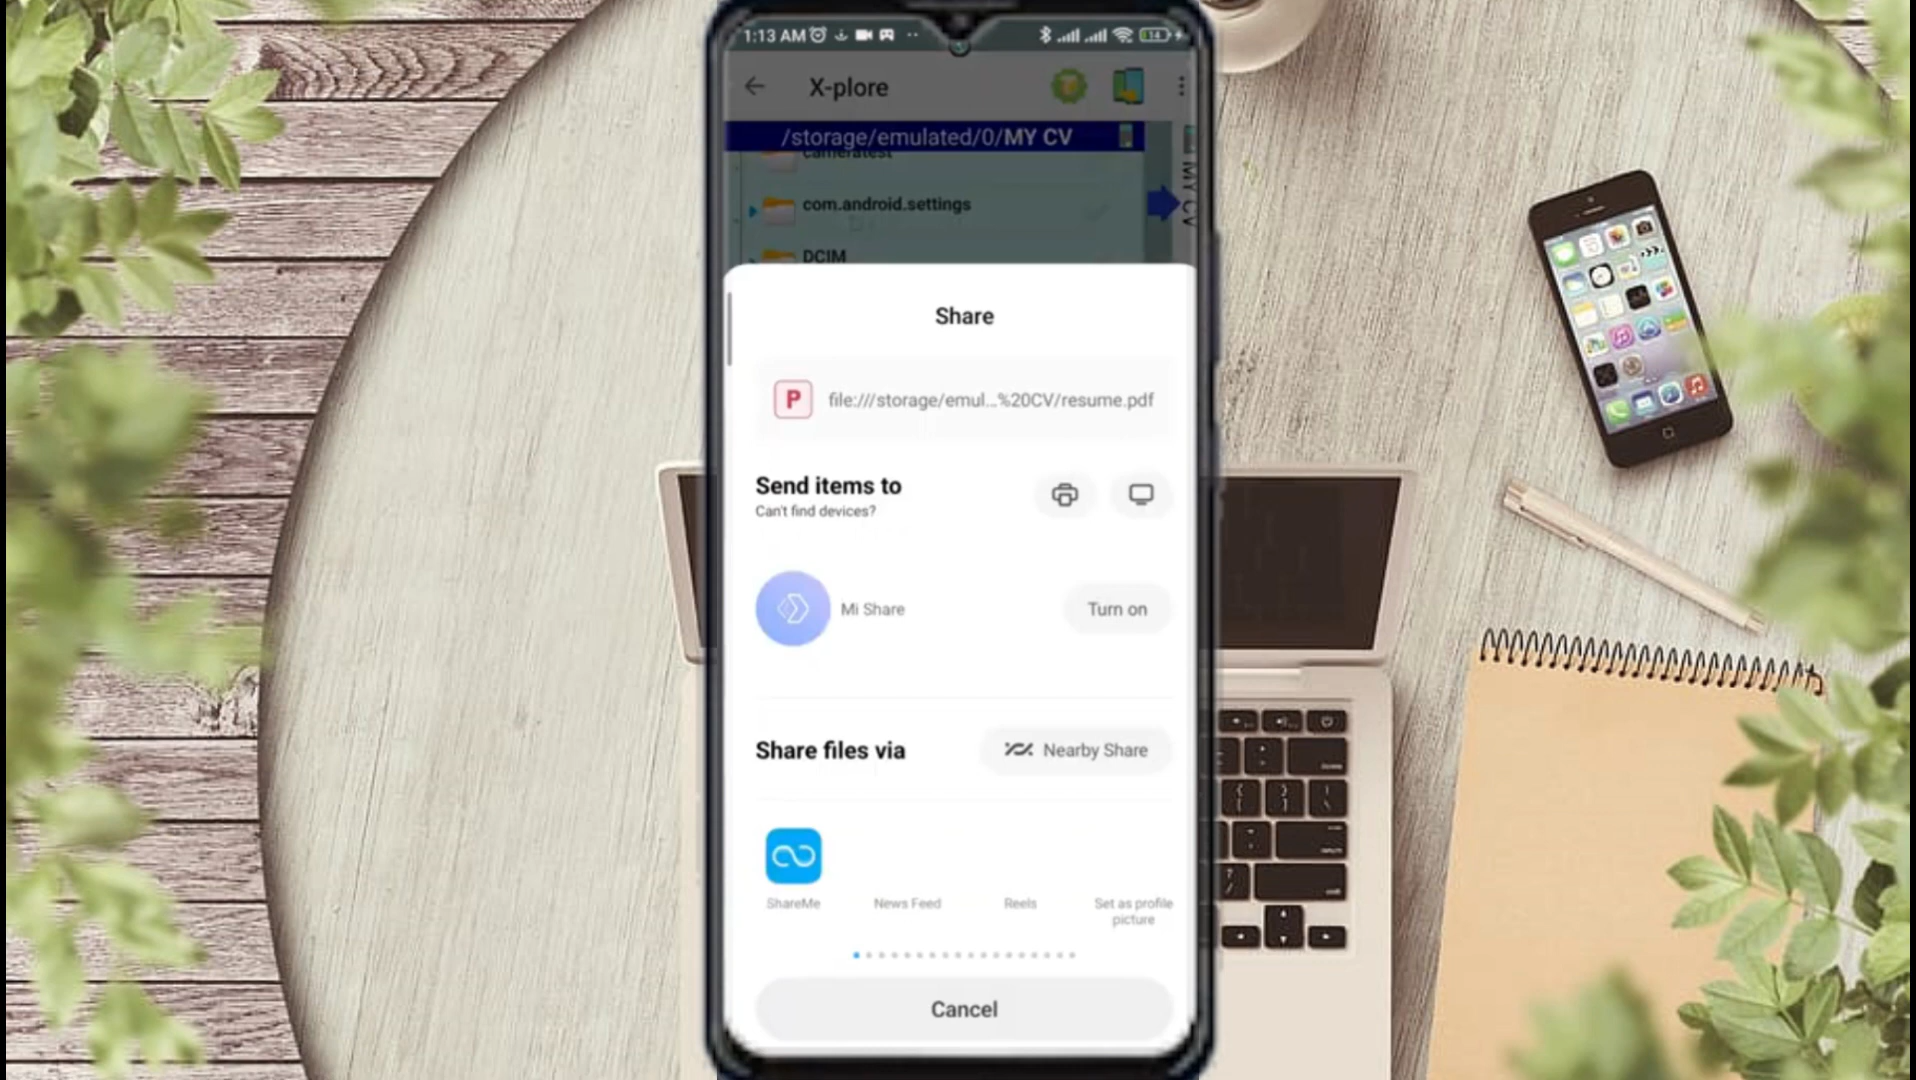 1:13 AM
14
X-plore
/storage/emulated/0/MY CV
MY CV
cameratest
com.android.settings
DCIM
Share
P file:///storage/emul...%20CV/resume.pdf
Send items to
Can't find devices?
Mi Share
Turn on
Share files via
Nearby Share
ShareMe
News Feed
Reels
Set as profile
picture
Cancel